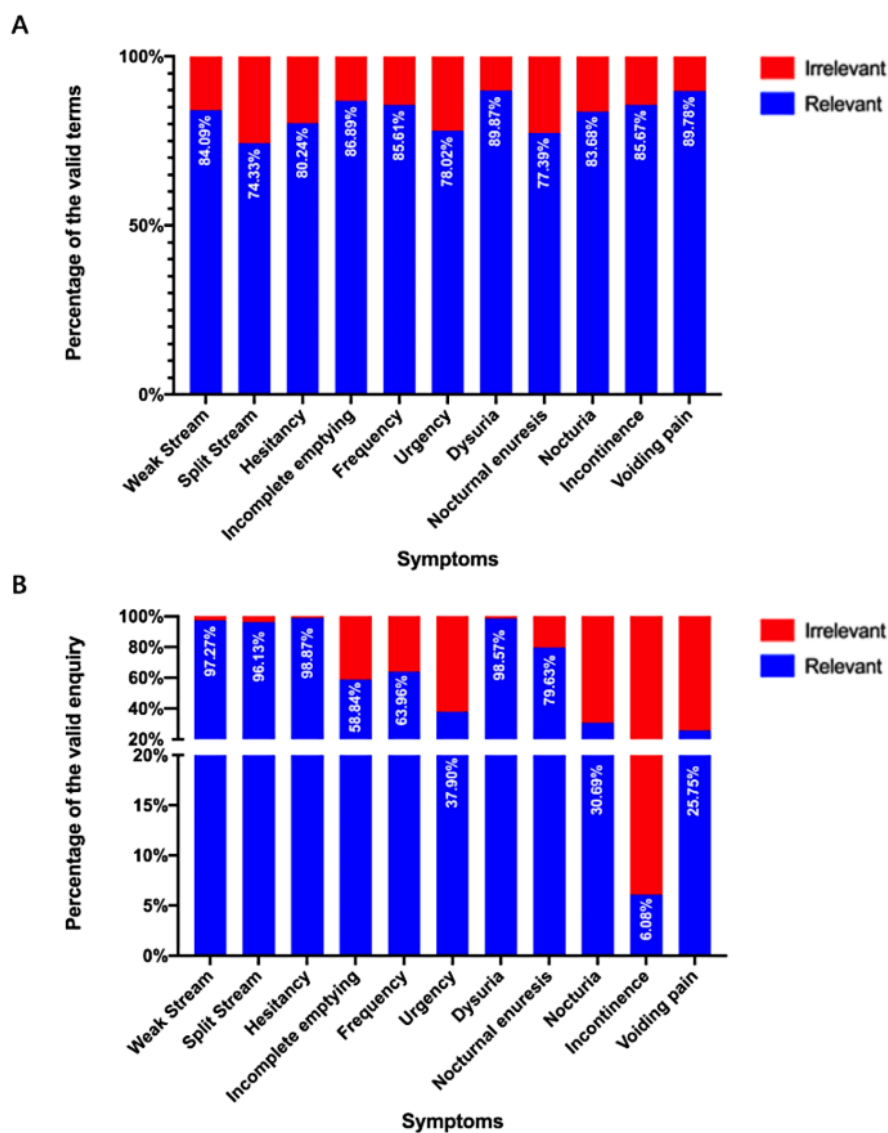 A
Percentage of the valid terms
100%
50%
0%
84.09%
74.33%
80.24%
86.89%
85.61%
78.02%
89.87%
77.39%
83.68%
85.67%
89.78%
Irrelevant
Relevant
Weak Stream
Split Stream
Hesitancy
Incomplete emptying
Frequency
Urgency
Dysuria
Nocturnal enuresis
Nocturia
Incontinence
Voiding pain
Symptoms
B
Percentage of the valid enquiry
100%
80%
60%
40%
20%
20%
15%
10%
5%
0%
97.27%
96.13%
98.87%
58.84%
63.96%
37.90%
98.57%
79.63%
30.69%
6.08%
25.75%
Irrelevant
Relevant
Weak Stream
Split Stream
Hesitancy
Incomplete emptying
Frequency
Urgency
Dysuria
Nocturnal enuresis
Nocturia
Incontinence
Voiding pain
Symptoms